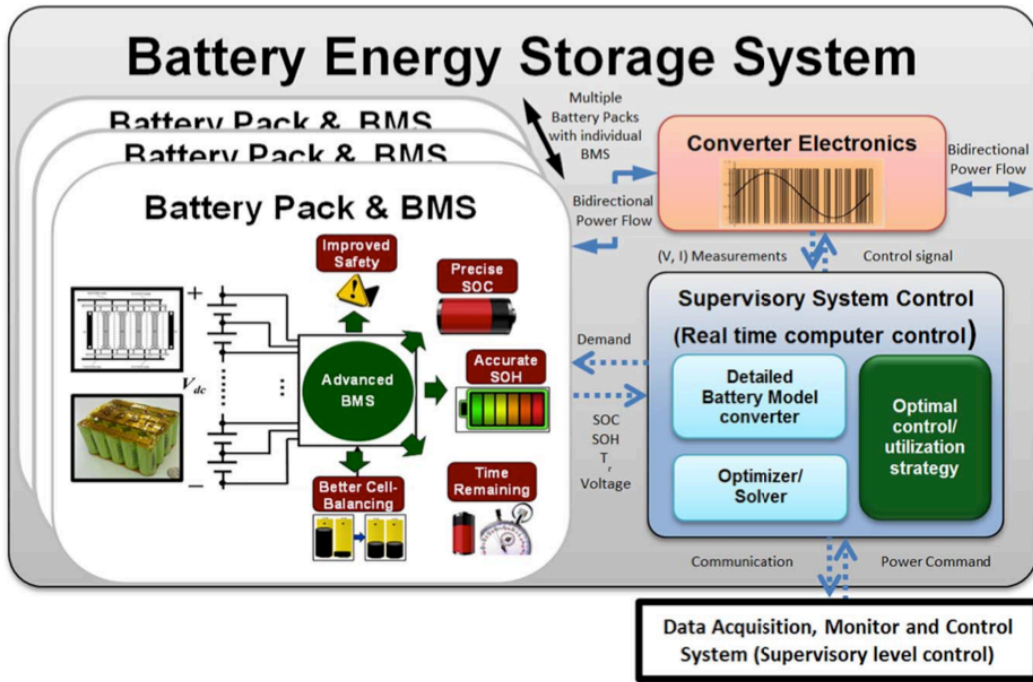 Battery Energy Storage System
Battery Pack & BMS
Battery Pack & BMS
Battery Pack & BMS
Multiple
Battery Packs
with individual
BMS
Bidirectional
Power Flow
Converter Electronics
Bidirectional
Power Flow
(V, I) Measurements
Control signal
Improved
Safety
Precise
SOC
Accurate
SOH
Advanced
BMS
Better Cell-
Balancing
Time
Remaining
+
V_dc
−
Demand
SOC
SOH
T_r
Voltage
Supervisory System Control
(Real time computer control)
Detailed
Battery Model
converter
Optimizer/
Solver
Optimal
control/
utilization
strategy
Communication
Power Command
Data Acquisition, Monitor and Control
System (Supervisory level control)